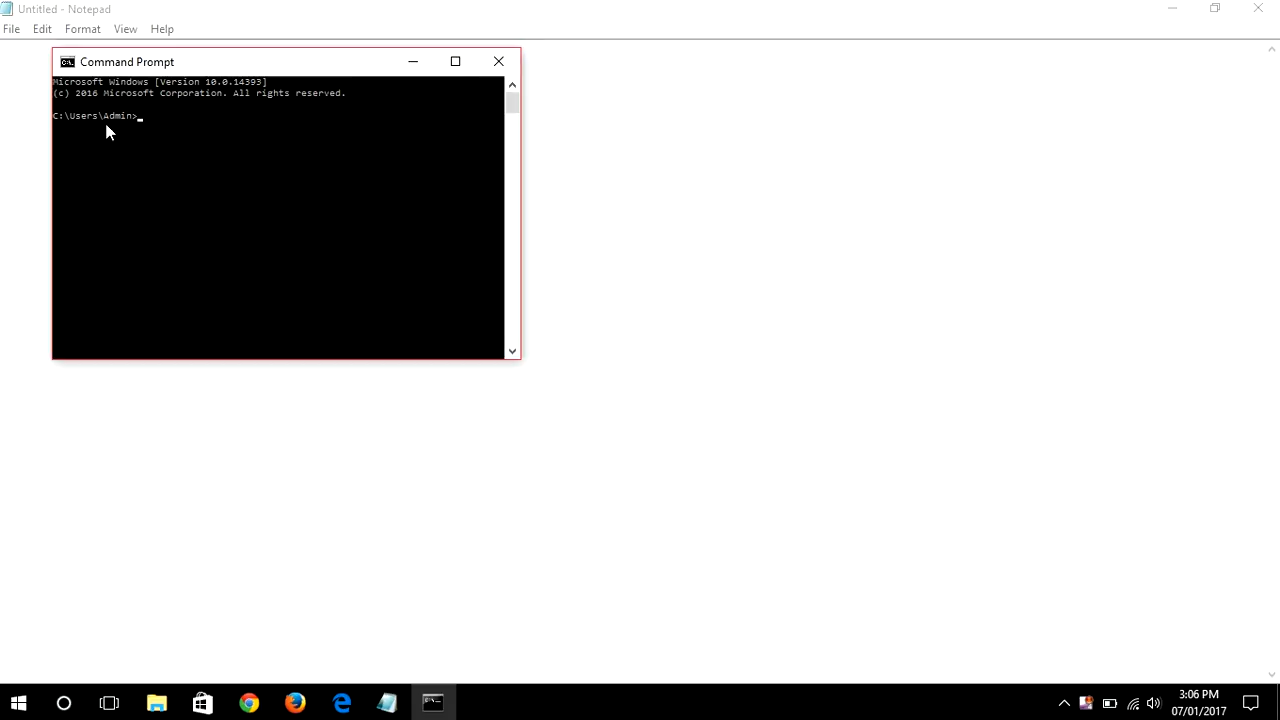 Untitled - Notepad
File Edit Format View Help
Command Prompt
Microsoft Windows [Version 10.0.14393]
(c) 2016 Microsoft Corporation. All rights reserved.
C:\Users\Admin>
3:06 PM
07/01/2017